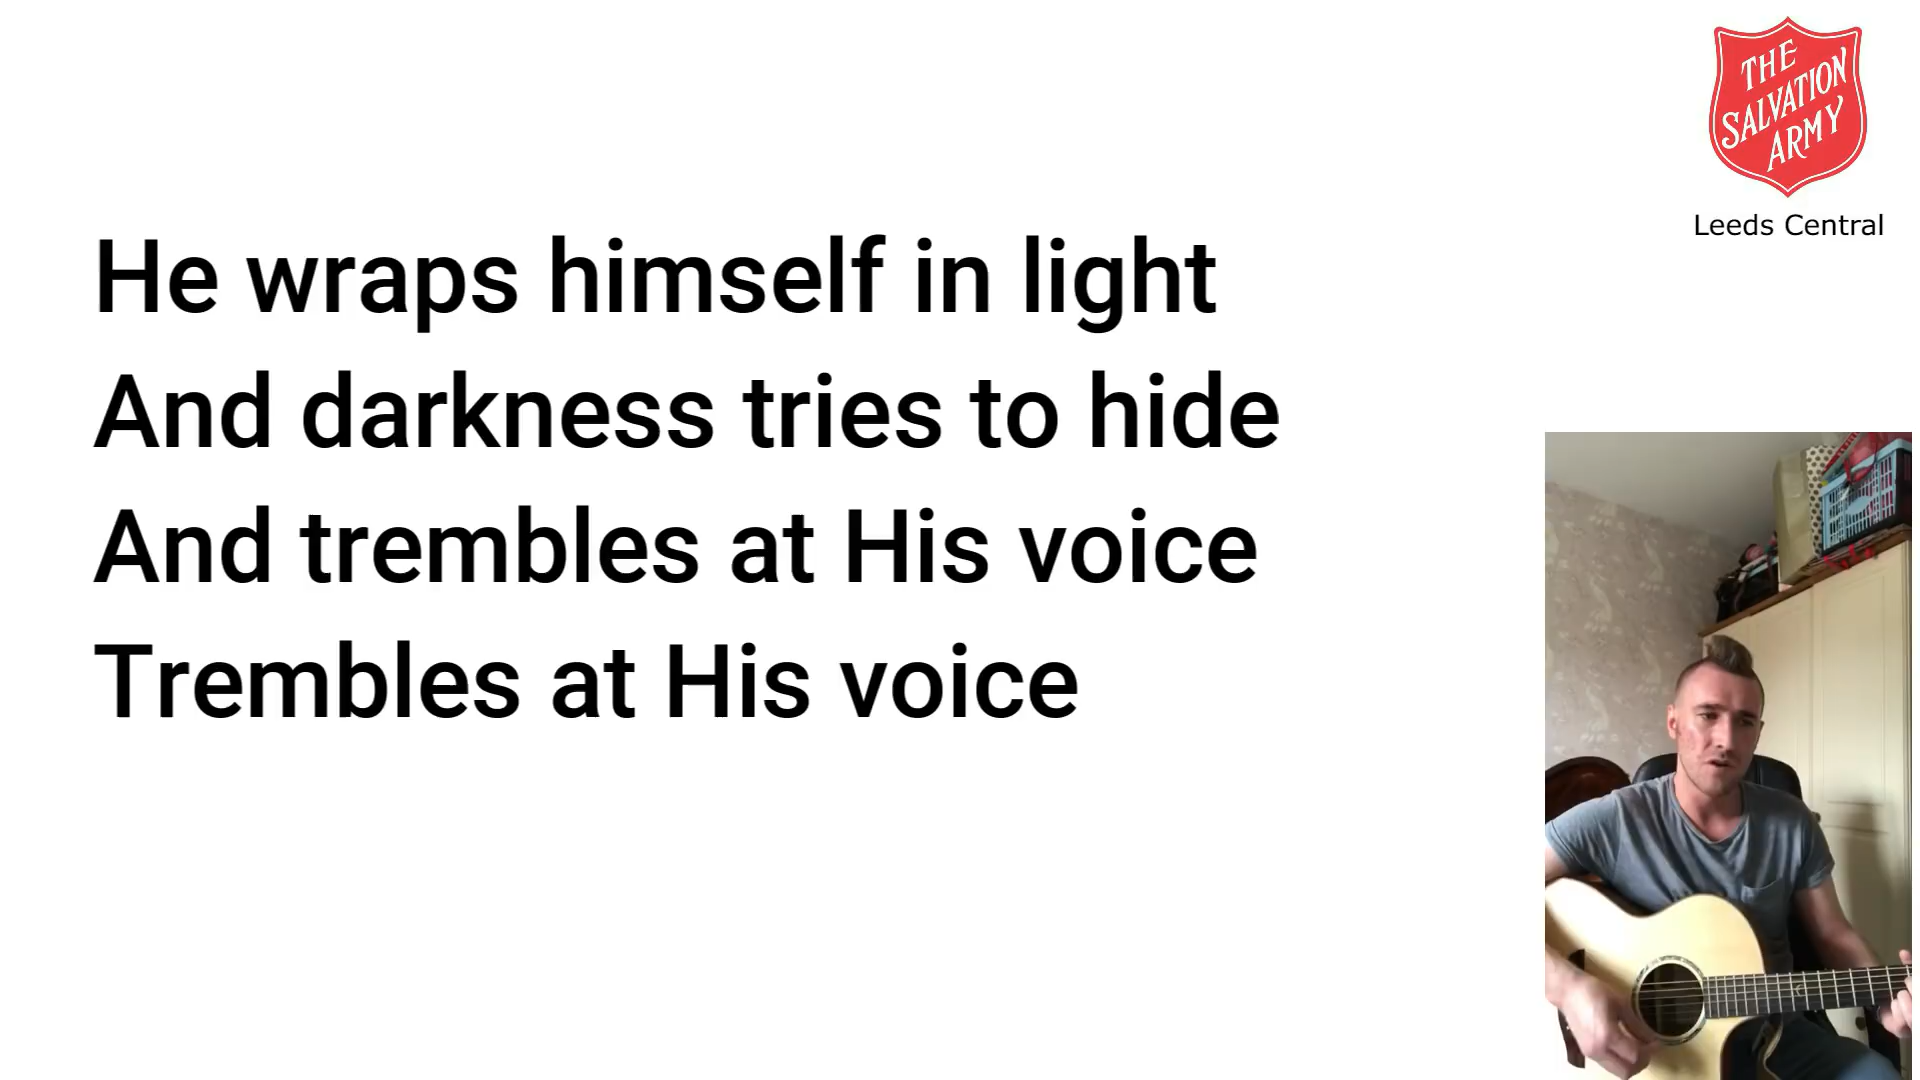 THE
SALVATION
ARMY
Leeds Central
He wraps himself in light
And darkness tries to hide
And trembles at His voice
Trembles at His voice